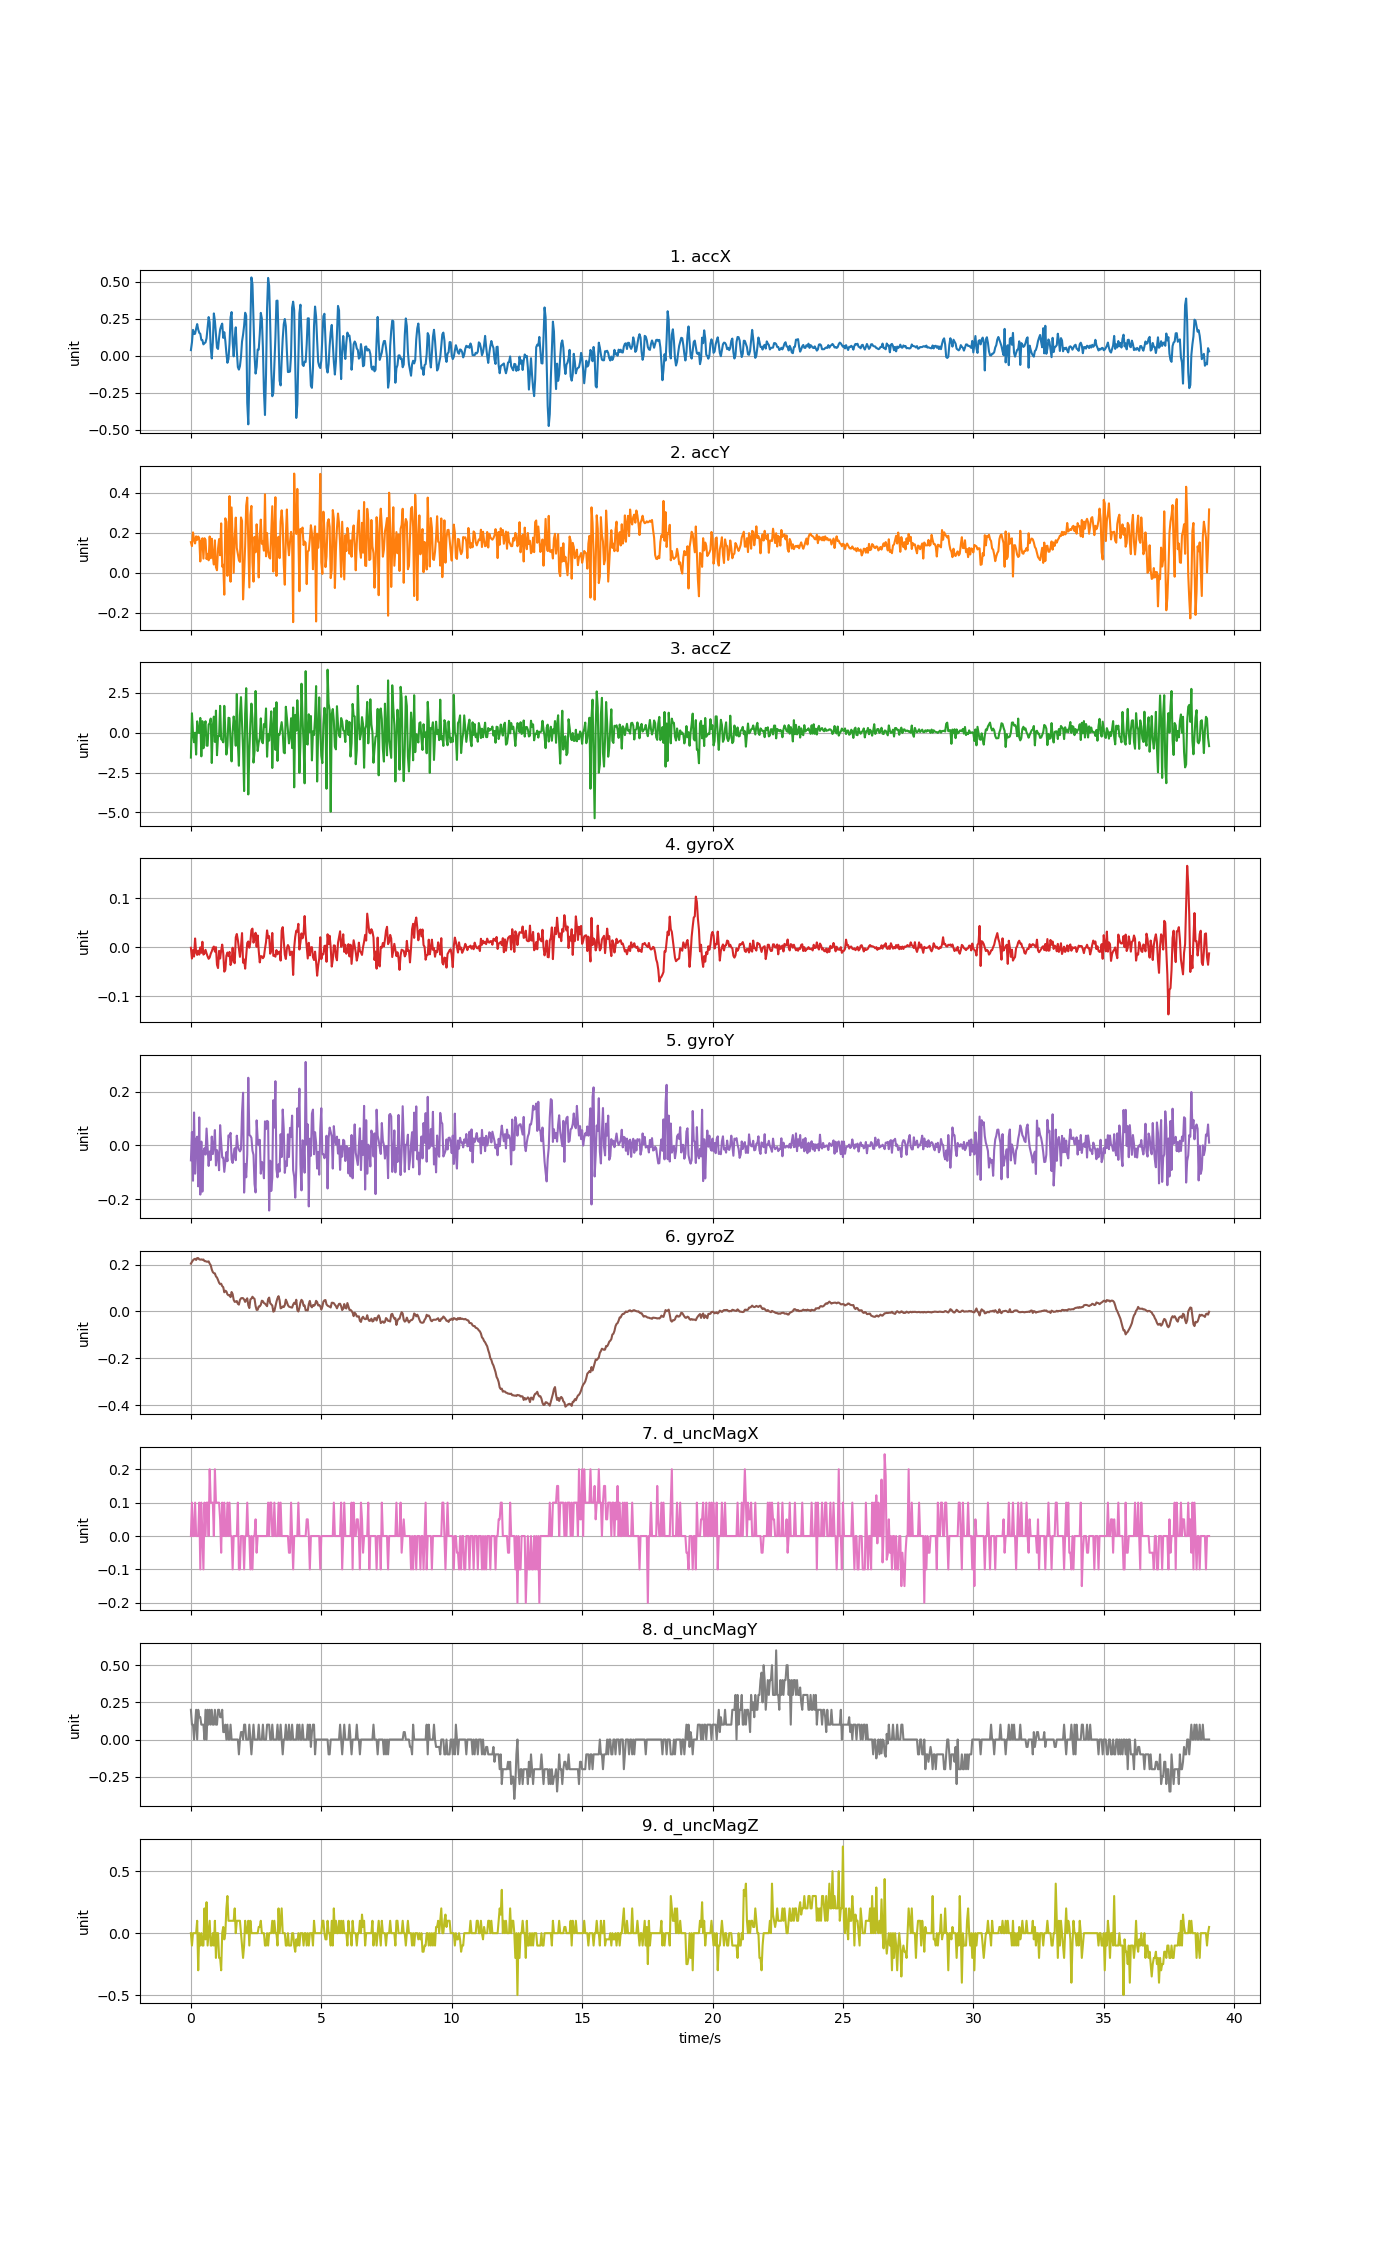 1. accX
0.50
0.25
0.00
−0.25
−0.50
unit
2. accY
0.4
0.2
0.0
−0.2
unit
3. accZ
2.5
0.0
−2.5
−5.0
unit
4. gyroX
0.1
0.0
−0.1
unit
5. gyroY
0.2
0.0
−0.2
unit
6. gyroZ
0.2
0.0
−0.2
−0.4
unit
7. d_uncMagX
0.2
0.1
0.0
−0.1
−0.2
unit
8. d_uncMagY
0.50
0.25
0.00
−0.25
unit
9. d_uncMagZ
0.5
0.0
−0.5
unit
0 5 10 15 20 25 30 35 40
time/s